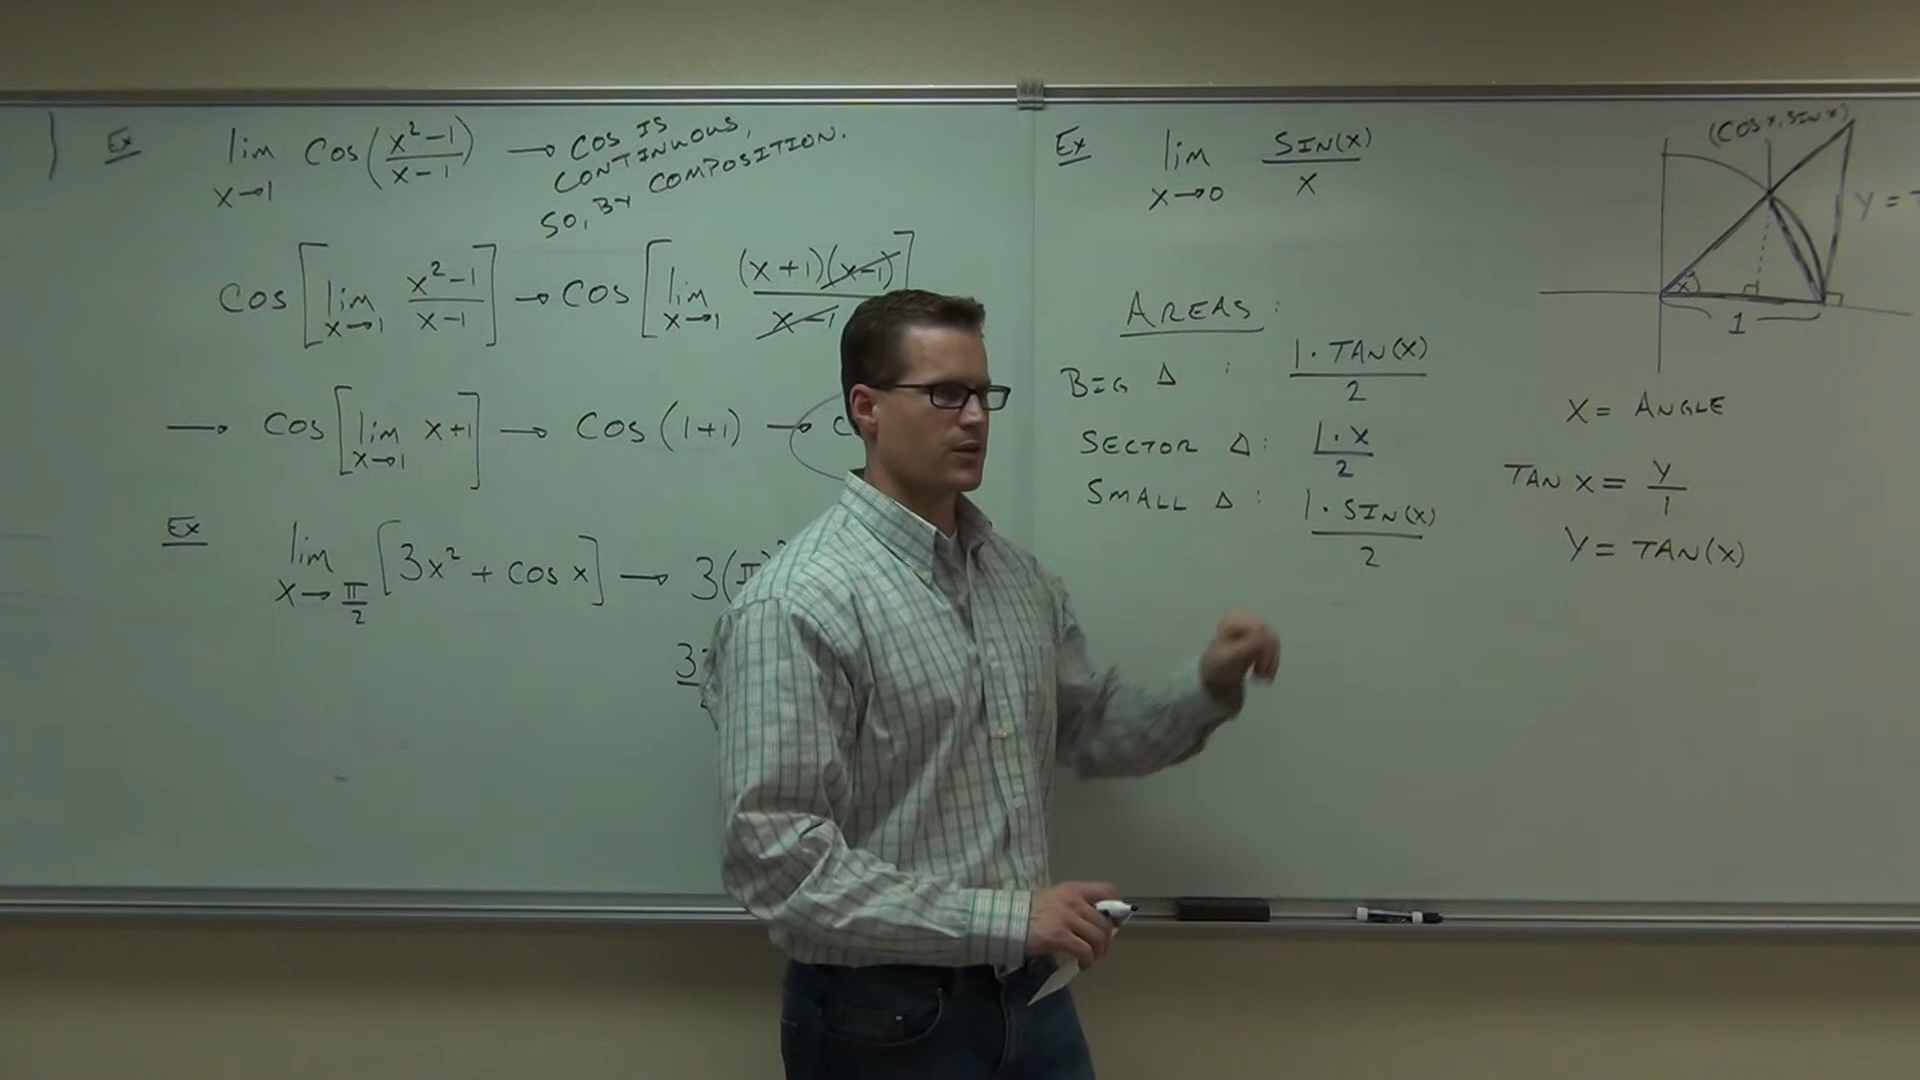 Ex lim x→1 cos(x²-1/x-1) → COS IS
CONTINUOUS,
SO, BY COMPOSITION.
cos[lim x→1 x²-1/x-1] → cos[lim x→1 (x+1)(x-1)/x-1]
→ cos[lim x→1 x+1] → cos(1+1) →
Ex lim x→π/2 [3x² + cos x] → 3(π
3
Ex lim x→0 SIN(x)/x
AREAS:
BIG Δ : 1·TAN(x)/2
SECTOR Δ: 1·x/2
SMALL Δ : 1·SIN(x)/2
(cos x, sin x)
Y =
x
1
X = ANGLE
TAN x = Y/1
Y = TAN(x)